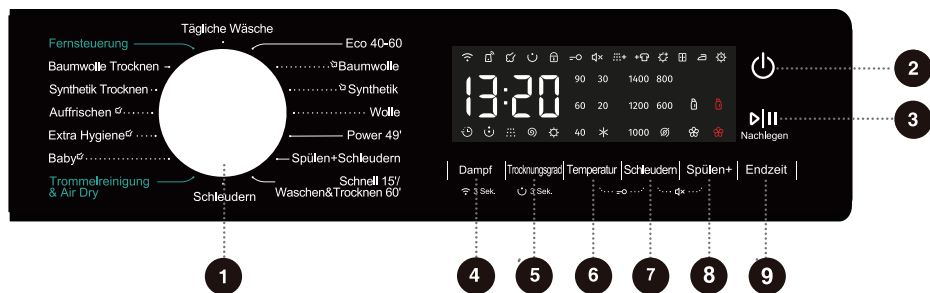 Tägliche Wäsche
Fernsteuerung
Baumwolle Trocknen
Synthetik Trocknen
Auffrischen
Extra Hygiene
Baby
Trommelreinigung
& Air Dry
Schleudern
Eco 40-60
Baumwolle
Synthetik
Wolle
Power 49'
Spülen+Schleudern
Schnell 15'/
Waschen&Trocknen 60'
13:20
90 30 1400 800
60 20 1200 600
40 1000
Nachlegen
Dampf Trocknungsgrad Temperatur Schleudern Spülen+ Endzeit
3 Sek. 3 Sek.
1
2
3
4 5 6 7 8 9